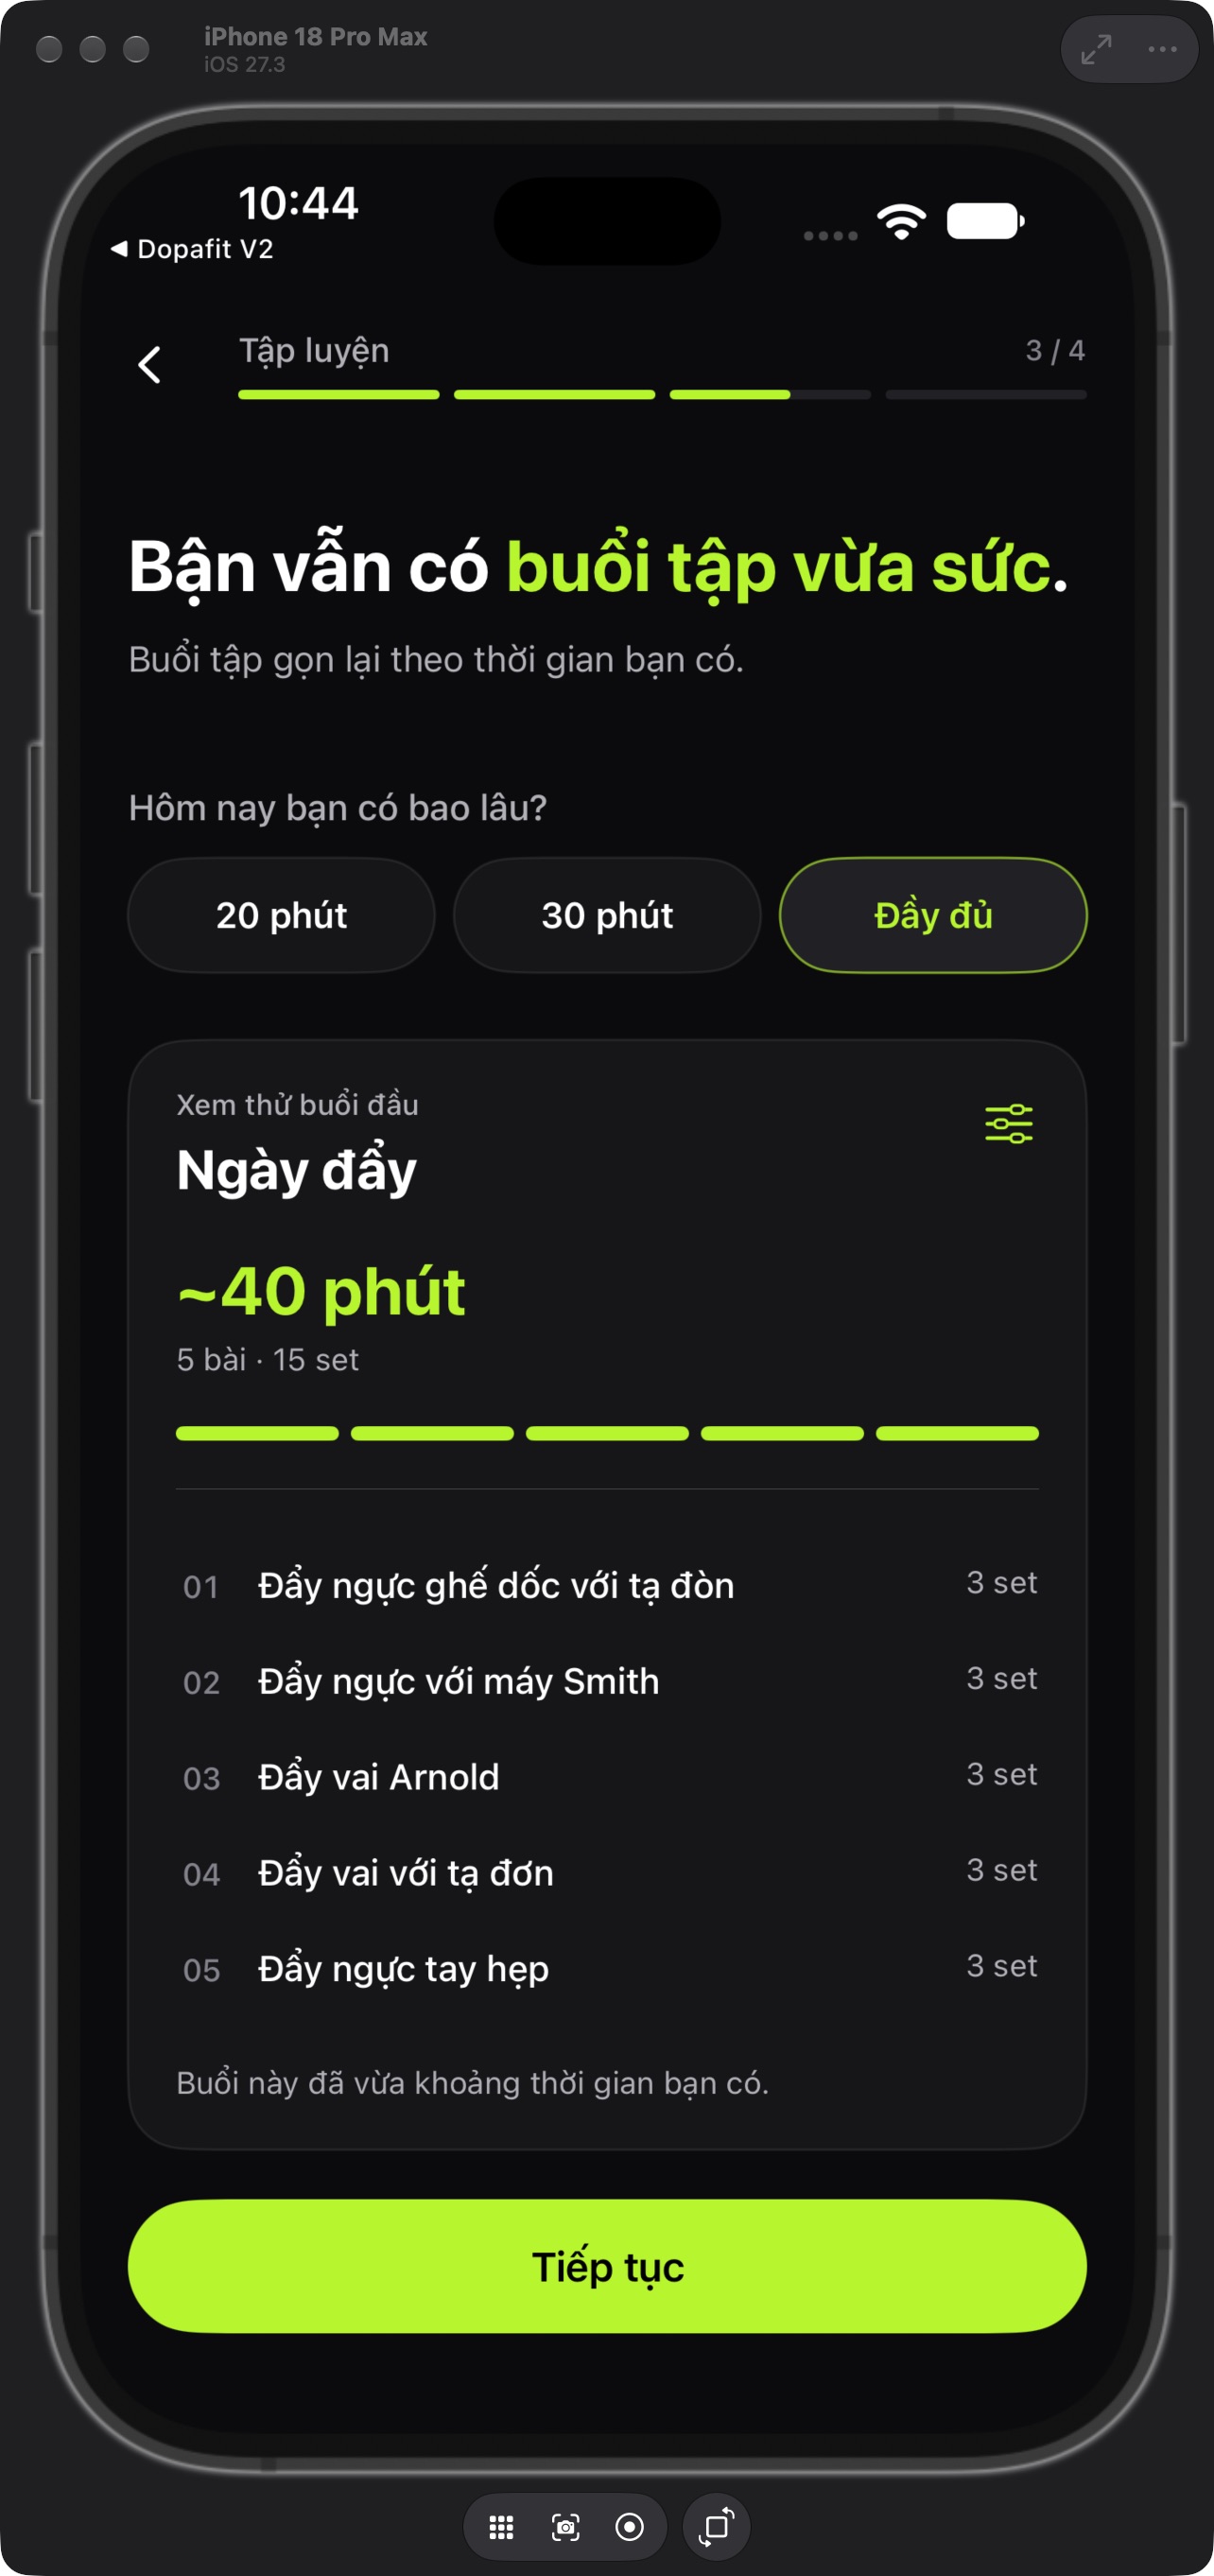 iPhone 18 Pro Max
iOS 27.3
10:44
◀ Dopafit V2
Tập luyện
3 / 4
Bận vẫn có buổi tập vừa sức.
Buổi tập gọn lại theo thời gian bạn có.
Hôm nay bạn có bao lâu?
20 phút
30 phút
Đầy đủ
Xem thử buổi đầu
Ngày đẩy
~40 phút
5 bài · 15 set
01 Đẩy ngực ghế dốc với tạ đòn 3 set
02 Đẩy ngực với máy Smith 3 set
03 Đẩy vai Arnold 3 set
04 Đẩy vai với tạ đơn 3 set
05 Đẩy ngực tay hẹp 3 set
Buổi này đã vừa khoảng thời gian bạn có.
Tiếp tục